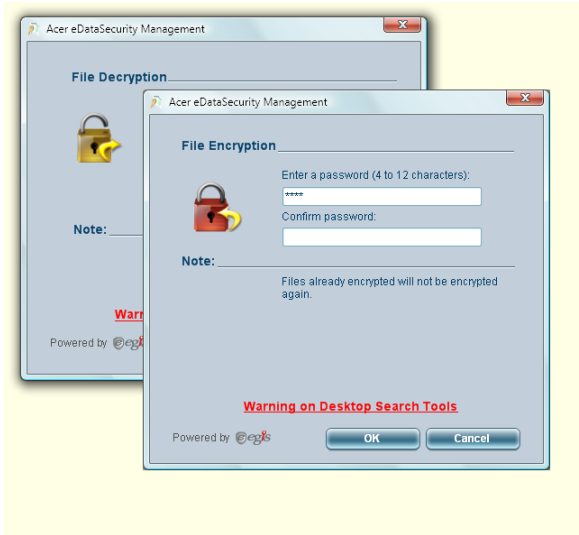 Acer eDataSecurity Management
File Decryption
Note:
Powered by egis
Acer eDataSecurity Management
File Encryption
Enter a password (4 to 12 characters):
****
Confirm password:
Note:
Files already encrypted will not be encrypted
again.
Warning on Desktop Search Tools
Powered by egis
OK Cancel